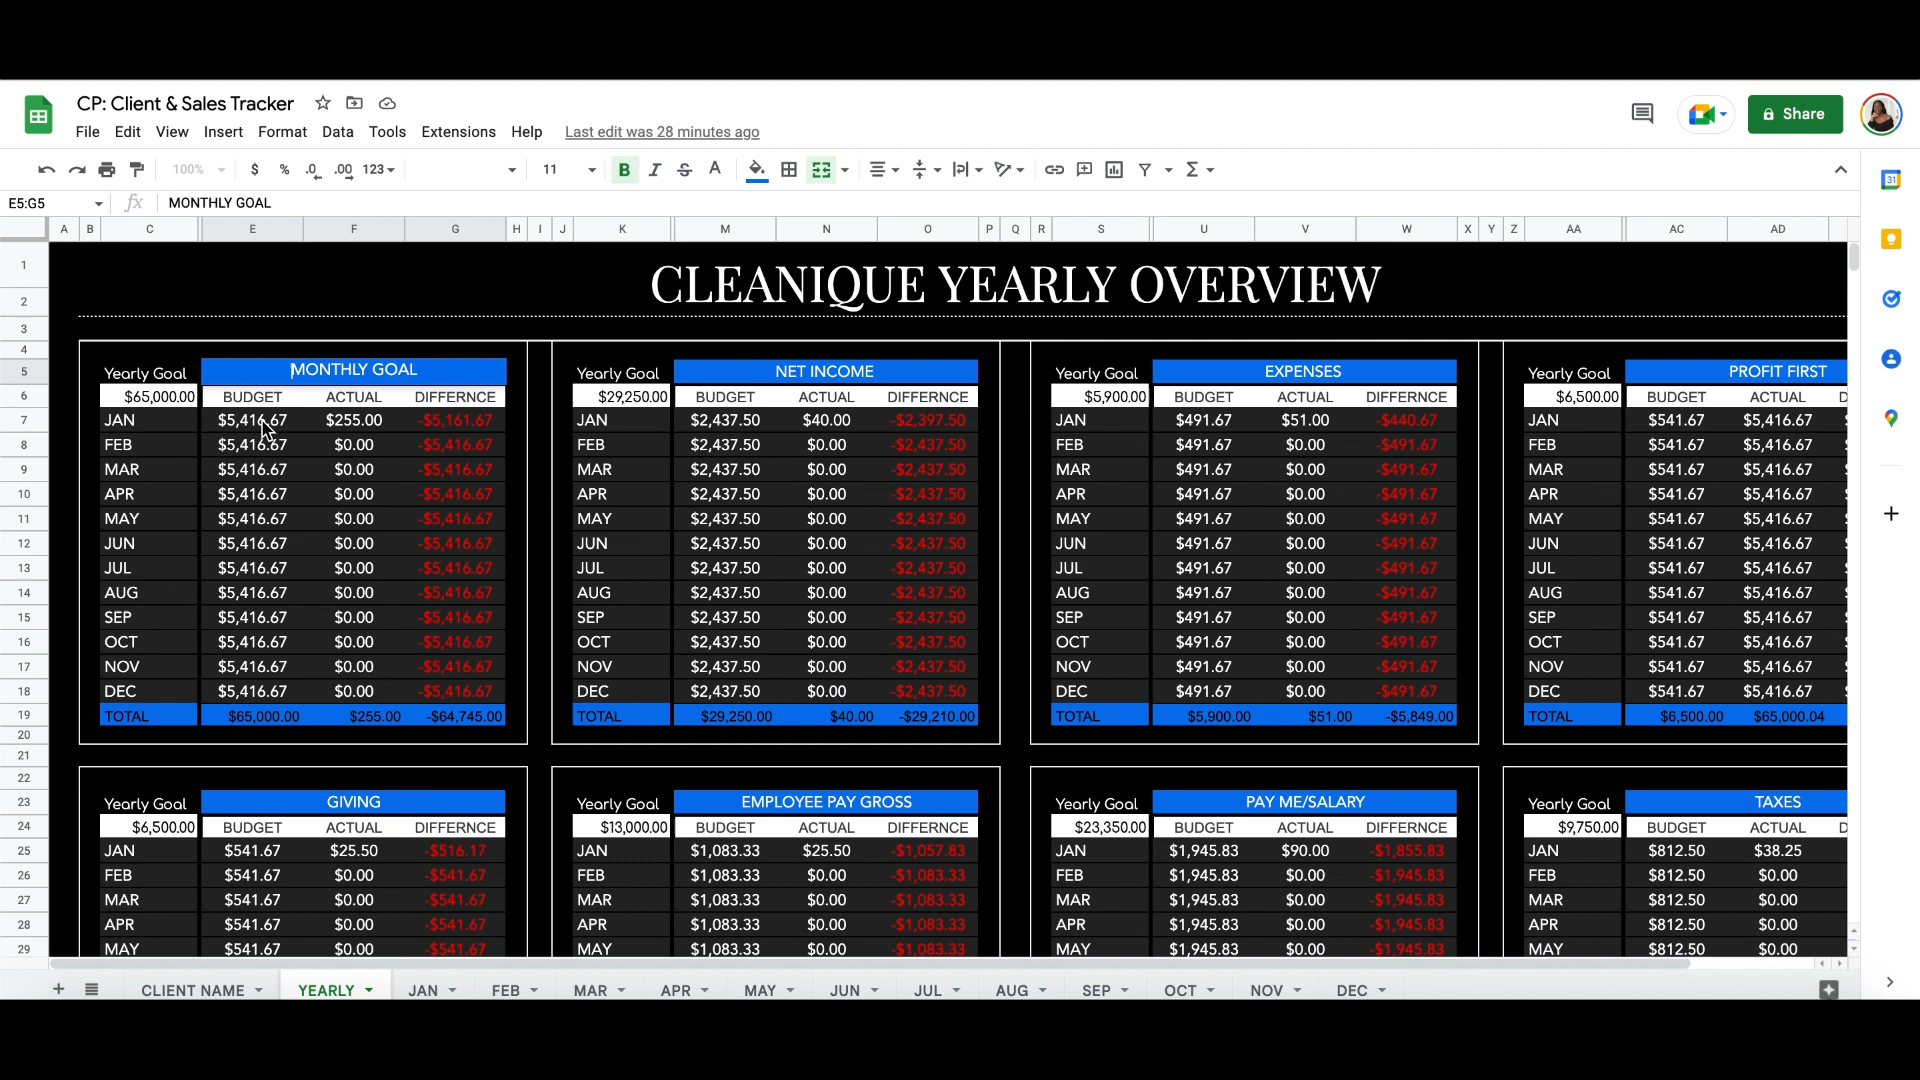 CP: Client & Sales Tracker
File Edit View Insert Format Data Tools Extensions Help Last edit was 28 minutes ago
Share
100% $ % .0 .00 123 11 B I S A
E5:G5 fx MONTHLY GOAL
A B C E F G H I J K M N O P Q R S U V W X Y Z AA AC AD
1 CLEANIQUE YEARLY OVERVIEW
2
3
4
5 Yearly Goal MONTHLY GOAL Yearly Goal NET INCOME Yearly Goal EXPENSES Yearly Goal PROFIT FIRST
6 $65,000.00 BUDGET ACTUAL DIFFERNCE $29,250.00 BUDGET ACTUAL DIFFERNCE $5,900.00 BUDGET ACTUAL DIFFERNCE $6,500.00 BUDGET ACTUAL D
7 JAN $5,416.67 $255.00 -$5,161.67 JAN $2,437.50 $40.00 -$2,397.50 JAN $491.67 $51.00 -$440.67 JAN $541.67 $5,416.67
8 FEB $5,416.67 $0.00 -$5,416.67 FEB $2,437.50 $0.00 -$2,437.50 FEB $491.67 $0.00 -$491.67 FEB $541.67 $5,416.67
9 MAR $5,416.67 $0.00 -$5,416.67 MAR $2,437.50 $0.00 -$2,437.50 MAR $491.67 $0.00 -$491.67 MAR $541.67 $5,416.67
10 APR $5,416.67 $0.00 -$5,416.67 APR $2,437.50 $0.00 -$2,437.50 APR $491.67 $0.00 -$491.67 APR $541.67 $5,416.67
11 MAY $5,416.67 $0.00 -$5,416.67 MAY $2,437.50 $0.00 -$2,437.50 MAY $491.67 $0.00 -$491.67 MAY $541.67 $5,416.67
12 JUN $5,416.67 $0.00 -$5,416.67 JUN $2,437.50 $0.00 -$2,437.50 JUN $491.67 $0.00 -$491.67 JUN $541.67 $5,416.67
13 JUL $5,416.67 $0.00 -$5,416.67 JUL $2,437.50 $0.00 -$2,437.50 JUL $491.67 $0.00 -$491.67 JUL $541.67 $5,416.67
14 AUG $5,416.67 $0.00 -$5,416.67 AUG $2,437.50 $0.00 -$2,437.50 AUG $491.67 $0.00 -$491.67 AUG $541.67 $5,416.67
15 SEP $5,416.67 $0.00 -$5,416.67 SEP $2,437.50 $0.00 -$2,437.50 SEP $491.67 $0.00 -$491.67 SEP $541.67 $5,416.67
16 OCT $5,416.67 $0.00 -$5,416.67 OCT $2,437.50 $0.00 -$2,437.50 OCT $491.67 $0.00 -$491.67 OCT $541.67 $5,416.67
17 NOV $5,416.67 $0.00 -$5,416.67 NOV $2,437.50 $0.00 -$2,437.50 NOV $491.67 $0.00 -$491.67 NOV $541.67 $5,416.67
18 DEC $5,416.67 $0.00 -$5,416.67 DEC $2,437.50 $0.00 -$2,437.50 DEC $491.67 $0.00 -$491.67 DEC $541.67 $5,416.67
19 TOTAL $65,000.00 $255.00 -$64,745.00 TOTAL $29,250.00 $40.00 -$29,210.00 TOTAL $5,900.00 $51.00 -$5,849.00 TOTAL $6,500.00 $65,000.04
20
21
22
23 Yearly Goal GIVING Yearly Goal EMPLOYEE PAY GROSS Yearly Goal PAY ME/SALARY Yearly Goal TAXES
24 $6,500.00 BUDGET ACTUAL DIFFERNCE $13,000.00 BUDGET ACTUAL DIFFERNCE $23,350.00 BUDGET ACTUAL DIFFERNCE $9,750.00 BUDGET ACTUAL D
25 JAN $541.67 $25.50 -$516.17 JAN $1,083.33 $25.50 -$1,057.83 JAN $1,945.83 $90.00 -$1,855.83 JAN $812.50 $38.25
26 FEB $541.67 $0.00 -$541.67 FEB $1,083.33 $0.00 -$1,083.33 FEB $1,945.83 $0.00 -$1,945.83 FEB $812.50 $0.00
27 MAR $541.67 $0.00 -$541.67 MAR $1,083.33 $0.00 -$1,083.33 MAR $1,945.83 $0.00 -$1,945.83 MAR $812.50 $0.00
28 APR $541.67 $0.00 -$541.67 APR $1,083.33 $0.00 -$1,083.33 APR $1,945.83 $0.00 -$1,945.83 APR $812.50 $0.00
29 MAY $541.67 $0.00 -$541.67 MAY $1,083.33 $0.00 -$1,083.33 MAY $1,945.83 $0.00 -$1,945.83 MAY $812.50 $0.00
CLIENT NAME YEARLY JAN FEB MAR APR MAY JUN JUL AUG SEP OCT NOV DEC